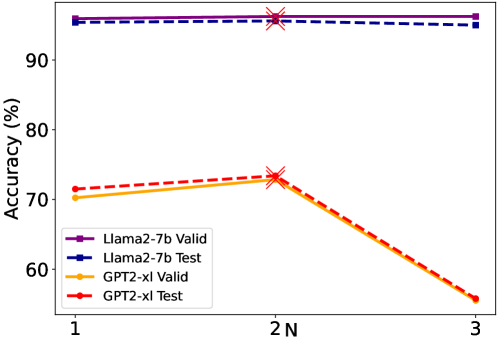 Accuracy (%)
90
80
70
60
Llama2-7b Valid
Llama2-7b Test
GPT2-xl Valid
GPT2-xl Test
1
2
3
N